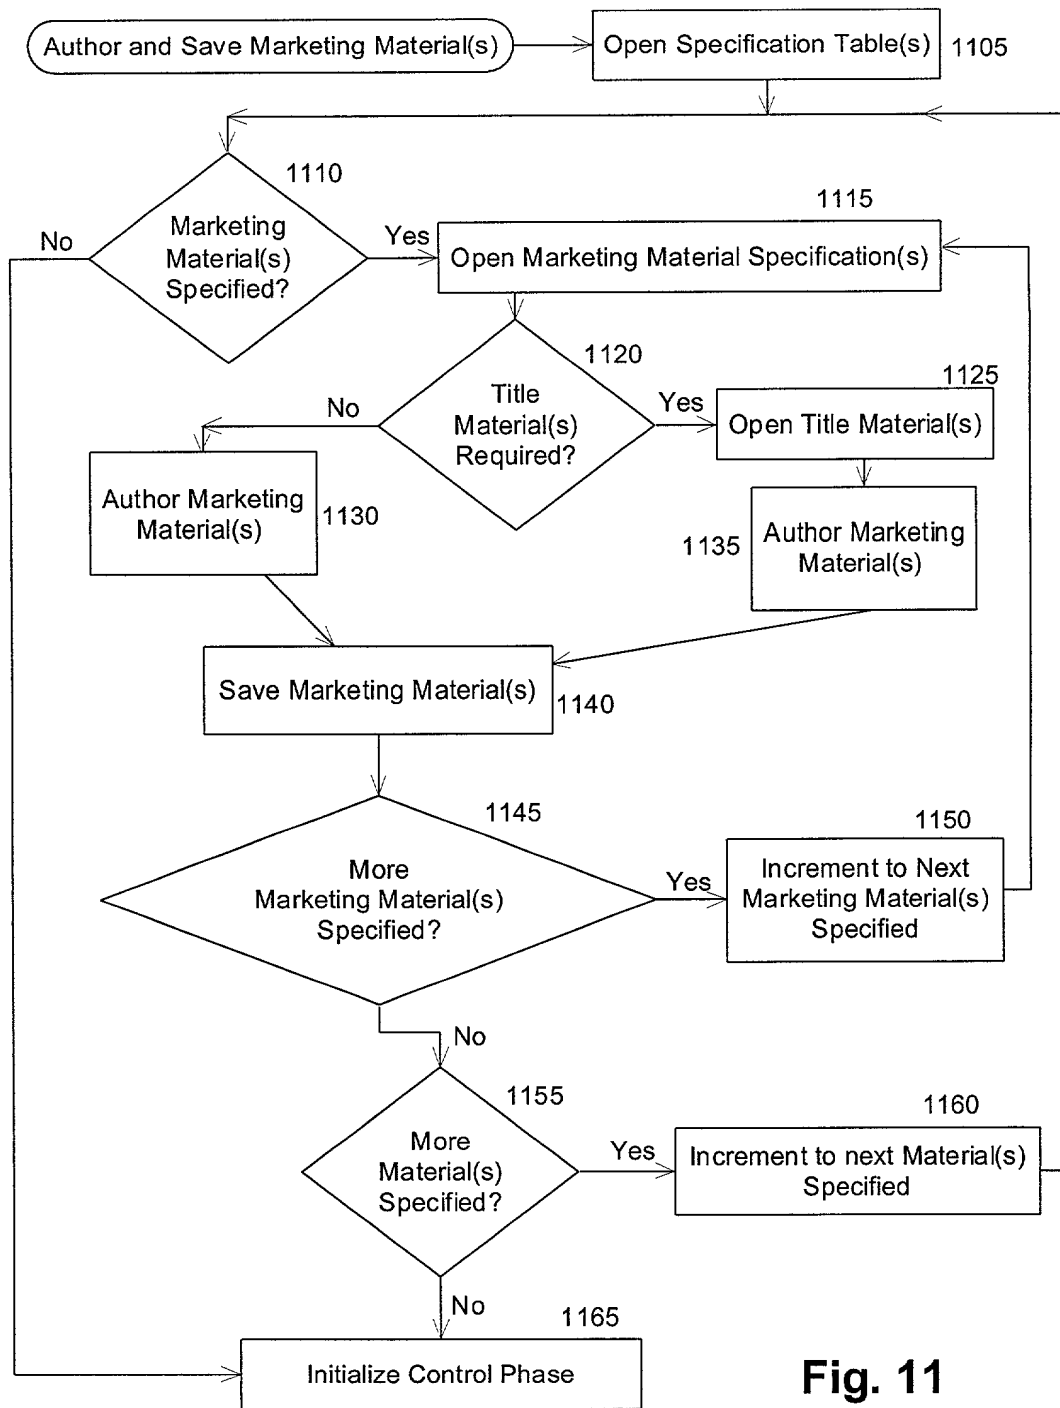 Author and Save Marketing Material(s)
Open Specification Table(s)
1105
1110
Marketing
Material(s)
Specified?
No
Yes
1115
Open Marketing Material Specification(s)
1120
Title
Material(s)
Required?
No
Yes
1125
Open Title Material(s)
Author Marketing
Material(s)
1130
1135
Author Marketing
Material(s)
Save Marketing Material(s)
1140
1145
More
Marketing Material(s)
Specified?
Yes
1150
Increment to Next
Marketing Material(s)
Specified
No
1155
More
Material(s)
Specified?
Yes
1160
Increment to next Material(s)
Specified
No
1165
Initialize Control Phase
Fig. 11